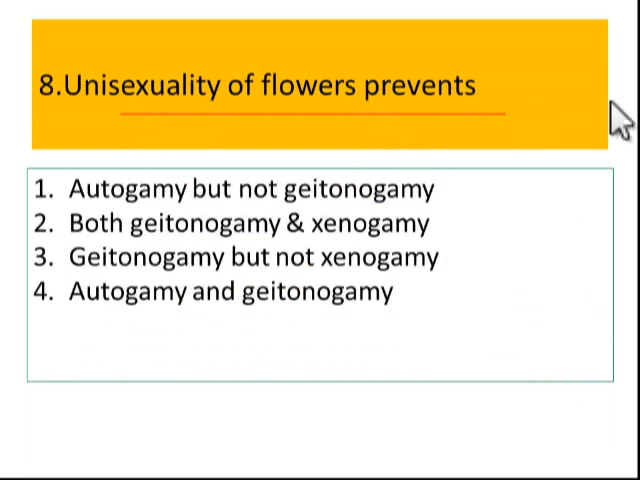 8.Unisexuality of flowers prevents
1. Autogamy but not geitonogamy
2. Both geitonogamy & xenogamy
3. Geitonogamy but not xenogamy
4. Autogamy and geitonogamy